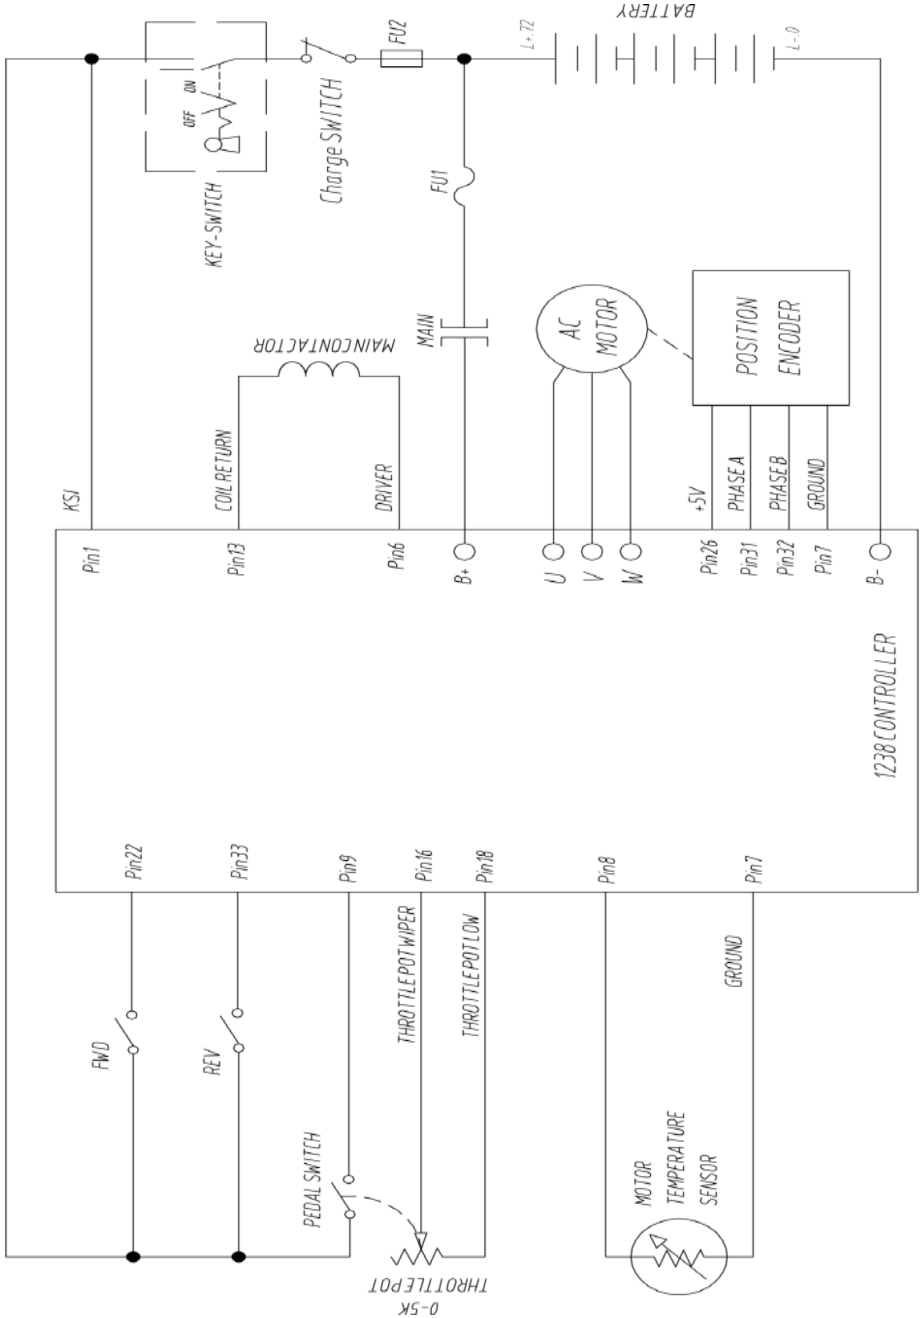 BATTERY
L+.72
L-.0
FU2
Charge SWITCH
ON
OFF
KEY-SWITCH
FU1
MAIN
MAIN CONTACTOR
AC
MOTOR
POSITION
ENCODER
KSI
COIL RETURN
DRIVER
+5V
PHASE A
PHASE B
GROUND
Pin1
Pin13
Pin6
B+
U
V
W
Pin26
Pin31
Pin32
Pin7
B-
1238 CONTROLLER
Pin22
Pin33
Pin9
Pin16
Pin18
Pin8
Pin7
FWD
REV
PEDAL SWITCH
THROTTLE POT WIPER
THROTTLE POT LOW
GROUND
THROTTLE POT
0-5K
MOTOR
TEMPERATURE
SENSOR